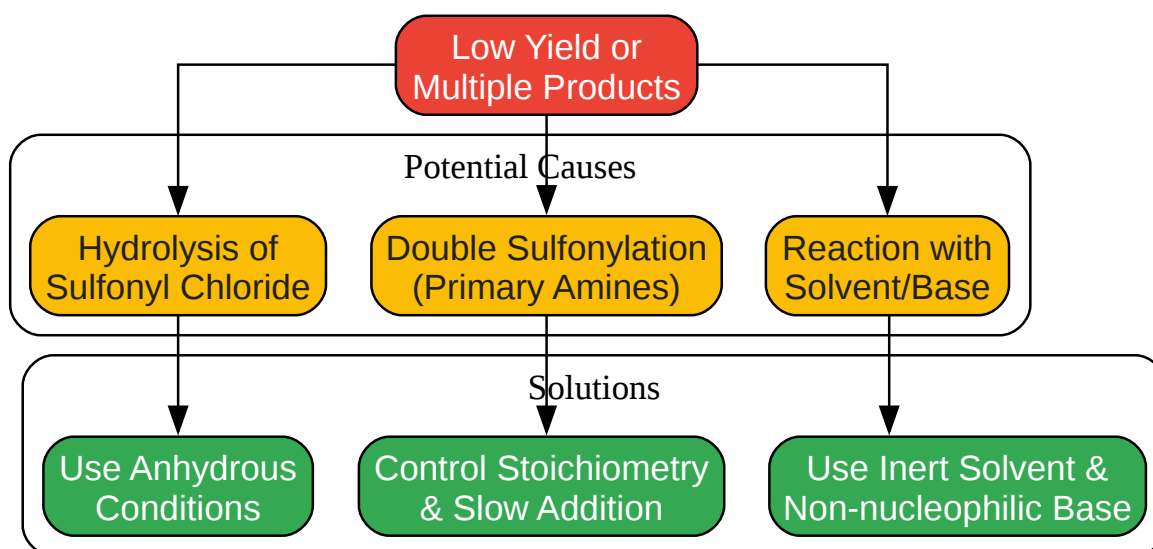 Low Yield or
Multiple Products
Potential Causes
Hydrolysis of
Sulfonyl Chloride
Double Sulfonylation
(Primary Amines)
Reaction with
Solvent/Base
Solutions
Use Anhydrous
Conditions
Control Stoichiometry
& Slow Addition
Use Inert Solvent &
Non-nucleophilic Base